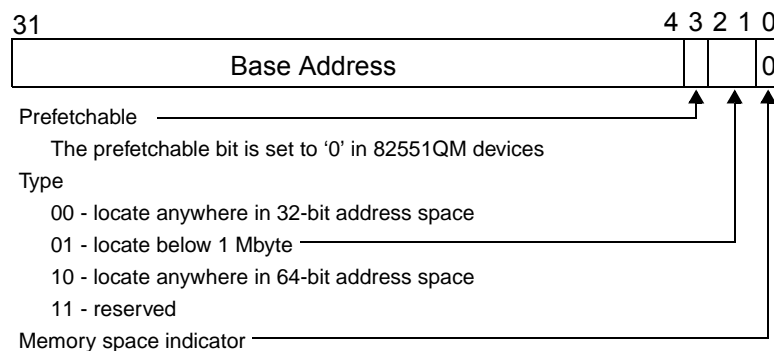 31 4 3 2 1 0
Base Address 0
Prefetchable
The prefetchable bit is set to ‘0’ in 82551QM devices
Type
00 - locate anywhere in 32-bit address space
01 - locate below 1 Mbyte
10 - locate anywhere in 64-bit address space
11 - reserved
Memory space indicator